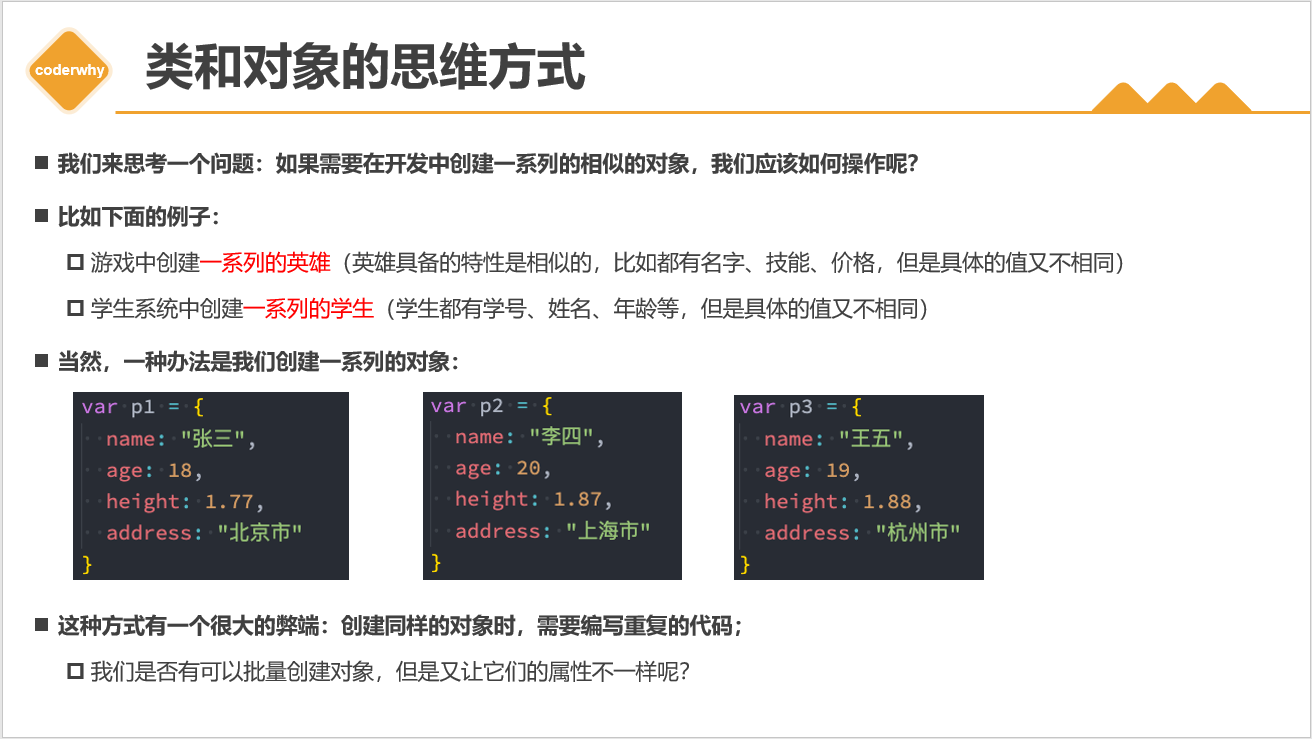 coderwhy
类和对象的思维方式
我们来思考一个问题：如果需要在开发中创建一系列的相似的对象，我们应该如何操作呢？
比如下面的例子：
游戏中创建一系列的英雄（英雄具备的特性是相似的，比如都有名字、技能、价格，但是具体的值又不相同）
学生系统中创建一系列的学生（学生都有学号、姓名、年龄等，但是具体的值又不相同）
当然，一种办法是我们创建一系列的对象：
var p1 = {
name: "张三",
age: 18,
height: 1.77,
address: "北京市"
}
var p2 = {
name: "李四",
age: 20,
height: 1.87,
address: "上海市"
}
var p3 = {
name: "王五",
age: 19,
height: 1.88,
address: "杭州市"
}
这种方式有一个很大的弊端：创建同样的对象时，需要编写重复的代码；
我们是否有可以批量创建对象，但是又让它们的属性不一样呢？